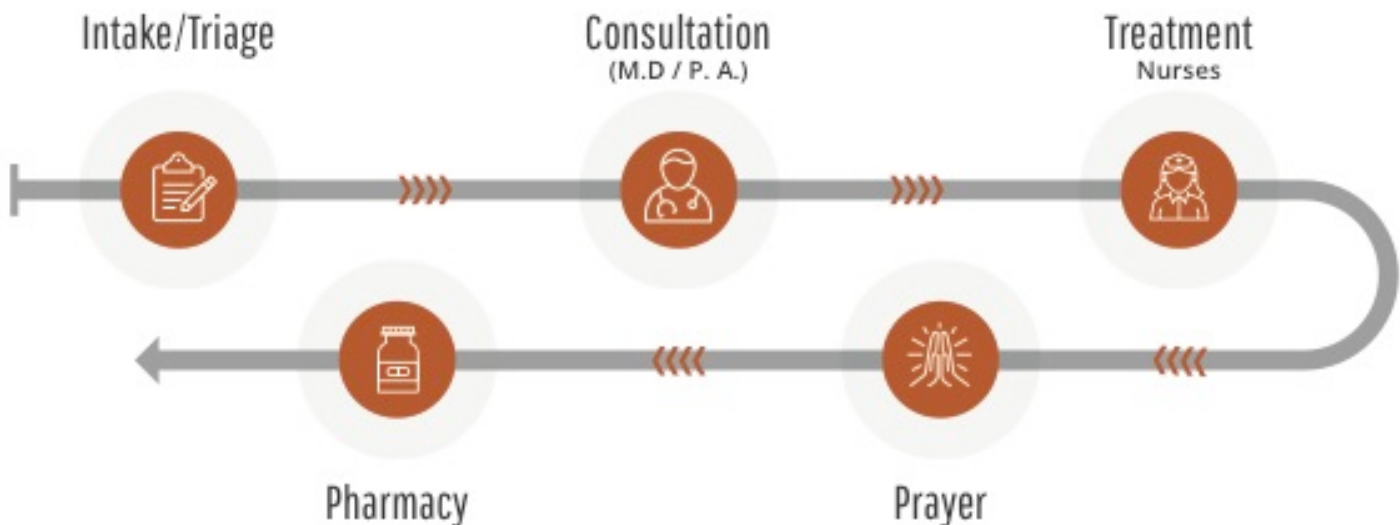 Intake/Triage
Consultation
(M.D / P. A.)
Treatment
Nurses
Pharmacy
Prayer